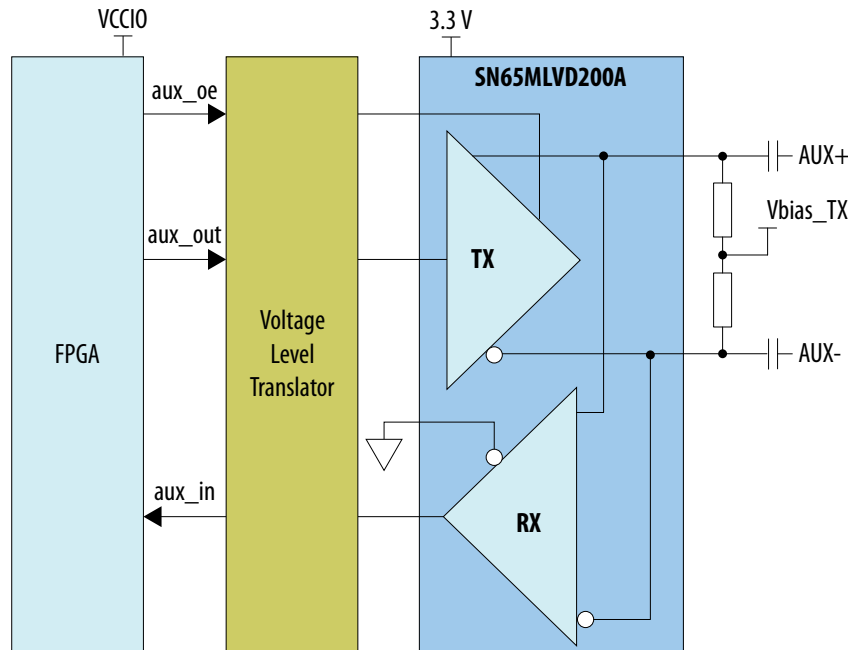 VCCIO
3.3 V
SN65MLVD200A
aux_oe
AUX+
Vbias_TX
aux_out
TX
FPGA
Voltage
Level
Translator
AUX-
aux_in
RX